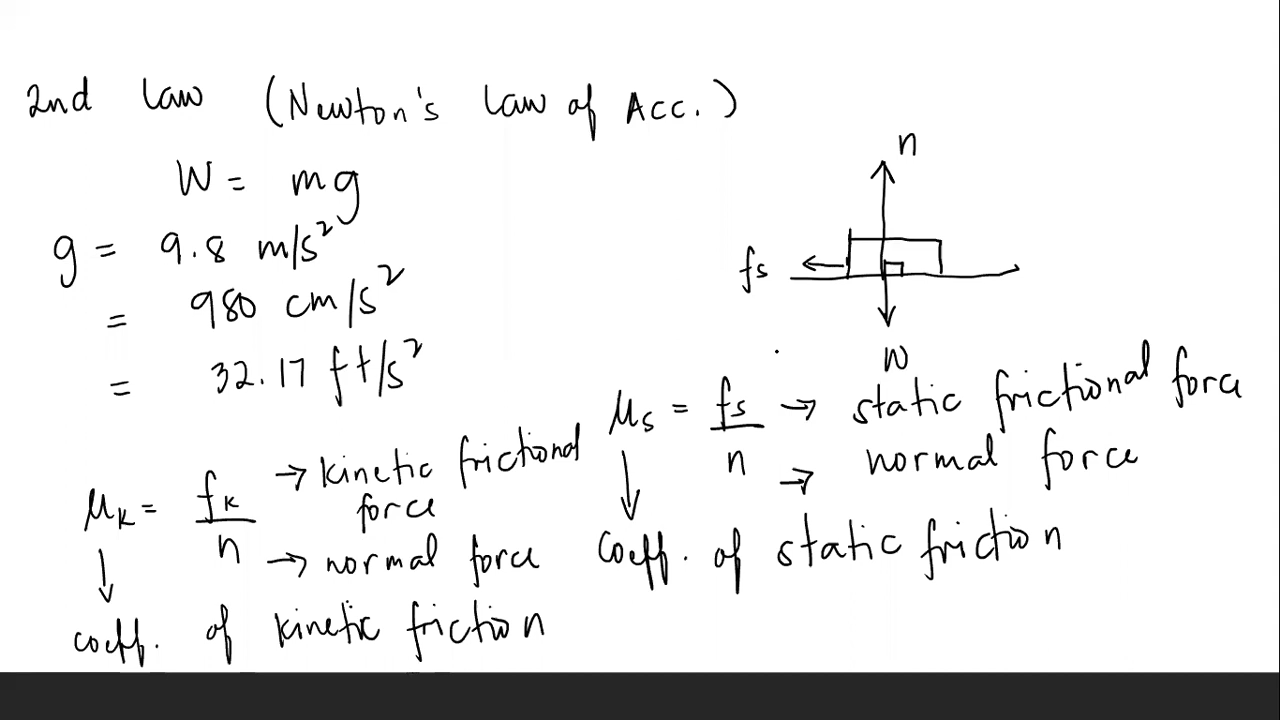 2nd Law (Newton's Law of Acc.)
W = mg
g = 9.8 m/s²
= 980 cm/s²
= 32.17 ft/s²
n
fs
W
μs = fs/n → static frictional force
→ normal force
coeff. of static friction
μk = fk/n → kinetic frictional
force
→ normal force
coeff. of kinetic friction